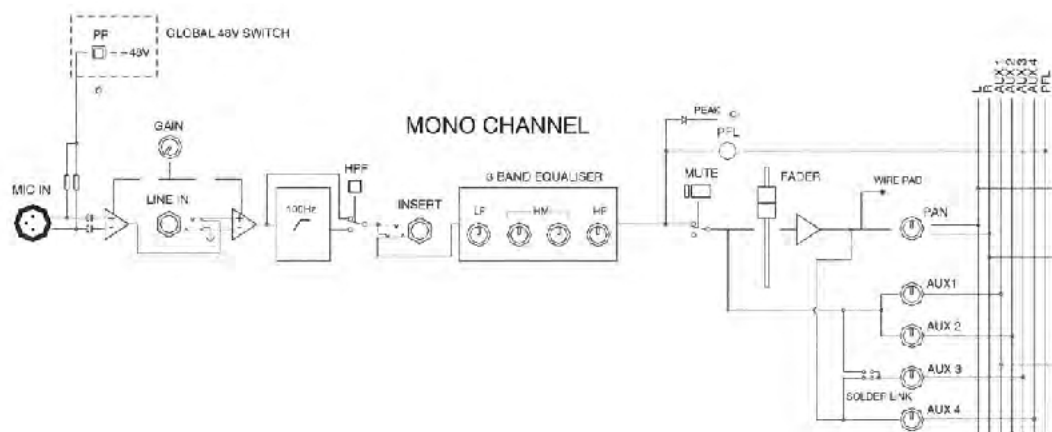 PP
48V
GLOBAL 48V SWITCH
GAIN
MIC IN
LINE IN
100Hz
HPF
INSERT
MONO CHANNEL
3 BAND EQUALISER
LF
HM
HF
PEAK
PFL
MUTE
FADER
WIRE PAD
PAN
AUX1
AUX 2
AUX 3
SOLDER LINK
AUX 4
L
R
AUX 1
AUX 2
AUX 3
AUX 4
PFL